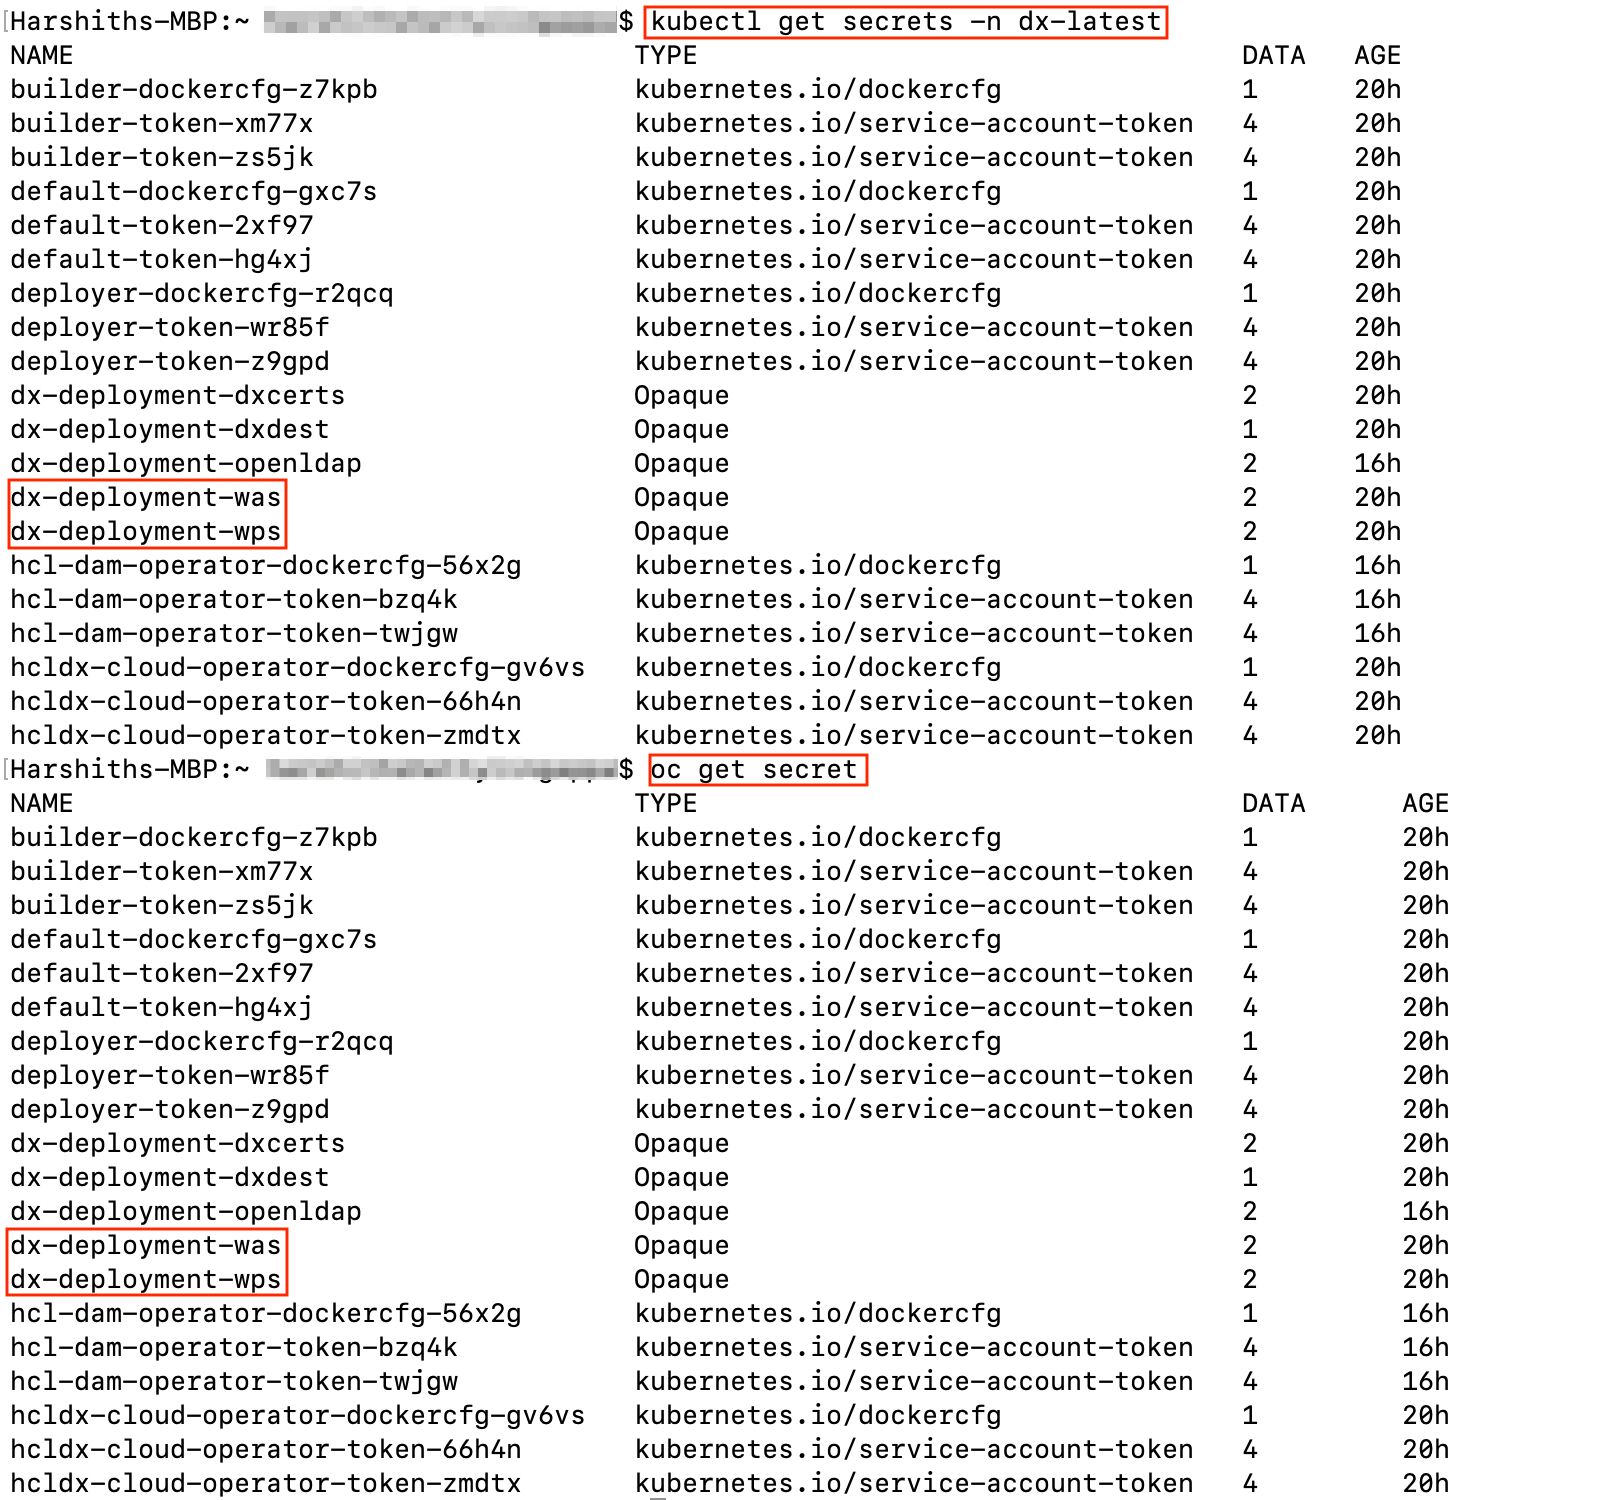 Harshiths-MBP:~ $ kubectl get secrets -n dx-latest
NAME TYPE DATA AGE
builder-dockercfg-z7kpb kubernetes.io/dockercfg 1 20h
builder-token-xm77x kubernetes.io/service-account-token 4 20h
builder-token-zs5jk kubernetes.io/service-account-token 4 20h
default-dockercfg-gxc7s kubernetes.io/dockercfg 1 20h
default-token-2xf97 kubernetes.io/service-account-token 4 20h
default-token-hg4xj kubernetes.io/service-account-token 4 20h
deployer-dockercfg-r2qcq kubernetes.io/dockercfg 1 20h
deployer-token-wr85f kubernetes.io/service-account-token 4 20h
deployer-token-z9gpd kubernetes.io/service-account-token 4 20h
dx-deployment-dxcerts Opaque 2 20h
dx-deployment-dxdest Opaque 1 20h
dx-deployment-openldap Opaque 2 16h
dx-deployment-was Opaque 2 20h
dx-deployment-wps Opaque 2 20h
hcl-dam-operator-dockercfg-56x2g kubernetes.io/dockercfg 1 16h
hcl-dam-operator-token-bzq4k kubernetes.io/service-account-token 4 16h
hcl-dam-operator-token-twjgw kubernetes.io/service-account-token 4 16h
hcldx-cloud-operator-dockercfg-gv6vs kubernetes.io/dockercfg 1 20h
hcldx-cloud-operator-token-66h4n kubernetes.io/service-account-token 4 20h
hcldx-cloud-operator-token-zmdtx kubernetes.io/service-account-token 4 20h
Harshiths-MBP:~ $ oc get secret
NAME TYPE DATA AGE
builder-dockercfg-z7kpb kubernetes.io/dockercfg 1 20h
builder-token-xm77x kubernetes.io/service-account-token 4 20h
builder-token-zs5jk kubernetes.io/service-account-token 4 20h
default-dockercfg-gxc7s kubernetes.io/dockercfg 1 20h
default-token-2xf97 kubernetes.io/service-account-token 4 20h
default-token-hg4xj kubernetes.io/service-account-token 4 20h
deployer-dockercfg-r2qcq kubernetes.io/dockercfg 1 20h
deployer-token-wr85f kubernetes.io/service-account-token 4 20h
deployer-token-z9gpd kubernetes.io/service-account-token 4 20h
dx-deployment-dxcerts Opaque 2 20h
dx-deployment-dxdest Opaque 1 20h
dx-deployment-openldap Opaque 2 16h
dx-deployment-was Opaque 2 20h
dx-deployment-wps Opaque 2 20h
hcl-dam-operator-dockercfg-56x2g kubernetes.io/dockercfg 1 16h
hcl-dam-operator-token-bzq4k kubernetes.io/service-account-token 4 16h
hcl-dam-operator-token-twjgw kubernetes.io/service-account-token 4 16h
hcldx-cloud-operator-dockercfg-gv6vs kubernetes.io/dockercfg 1 20h
hcldx-cloud-operator-token-66h4n kubernetes.io/service-account-token 4 20h
hcldx-cloud-operator-token-zmdtx kubernetes.io/service-account-token 4 20h